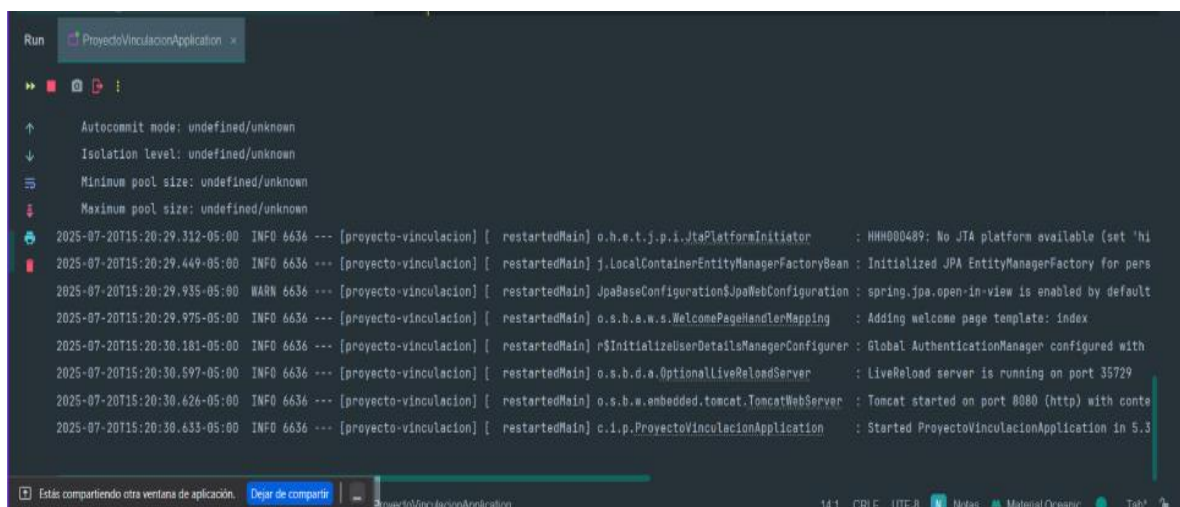 Run ProyectoVinculacionApplication ×
Autocommit mode: undefined/unknown
Isolation level: undefined/unknown
Minimum pool size: undefined/unknown
Maximum pool size: undefined/unknown
2025-07-20T15:20:29.312-05:00 INFO 6636 --- [proyecto-vinculacion] [ restartedMain] o.h.e.t.j.p.i.JtaPlatformInitiator : HHH000489: No JTA platform available (set 'hi
2025-07-20T15:20:29.449-05:00 INFO 6636 --- [proyecto-vinculacion] [ restartedMain] j.LocalContainerEntityManagerFactoryBean : Initialized JPA EntityManagerFactory for pers
2025-07-20T15:20:29.935-05:00 WARN 6636 --- [proyecto-vinculacion] [ restartedMain] JpaBaseConfiguration$JpaWebConfiguration : spring.jpa.open-in-view is enabled by default
2025-07-20T15:20:29.975-05:00 INFO 6636 --- [proyecto-vinculacion] [ restartedMain] o.s.b.a.w.s.WelcomePageHandlerMapping : Adding welcome page template: index
2025-07-20T15:20:30.181-05:00 INFO 6636 --- [proyecto-vinculacion] [ restartedMain] r$InitializeUserDetailsManagerConfigurer : Global AuthenticationManager configured with
2025-07-20T15:20:30.597-05:00 INFO 6636 --- [proyecto-vinculacion] [ restartedMain] o.s.b.d.a.OptionalLiveReloadServer : LiveReload server is running on port 35729
2025-07-20T15:20:30.626-05:00 INFO 6636 --- [proyecto-vinculacion] [ restartedMain] o.s.b.w.embedded.tomcat.TomcatWebServer : Tomcat started on port 8080 (http) with conte
2025-07-20T15:20:30.633-05:00 INFO 6636 --- [proyecto-vinculacion] [ restartedMain] c.i.p.ProyectoVinculacionApplication : Started ProyectoVinculacionApplication in 5.3
Estás compartiendo otra ventana de aplicación. Dejar de compartir
ProyectoVinculacionApplication 14:1 CRLF UTF-8 N Notas Material Oceanic Tab*